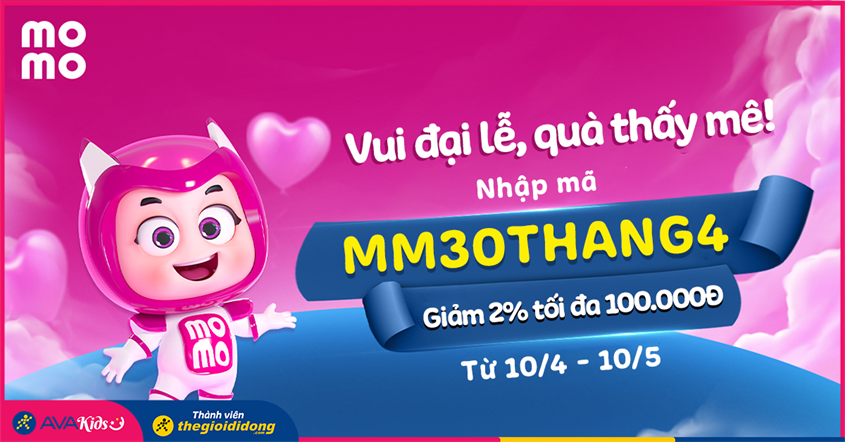 mo
mo
Vui đại lễ, quà thấy mê!
Nhập mã
MM30THANG4
Giảm 2% tối đa 100.000Đ
Từ 10/4 - 10/5
mo
mo
AVAKids
Thành viên
thegioididong
.com